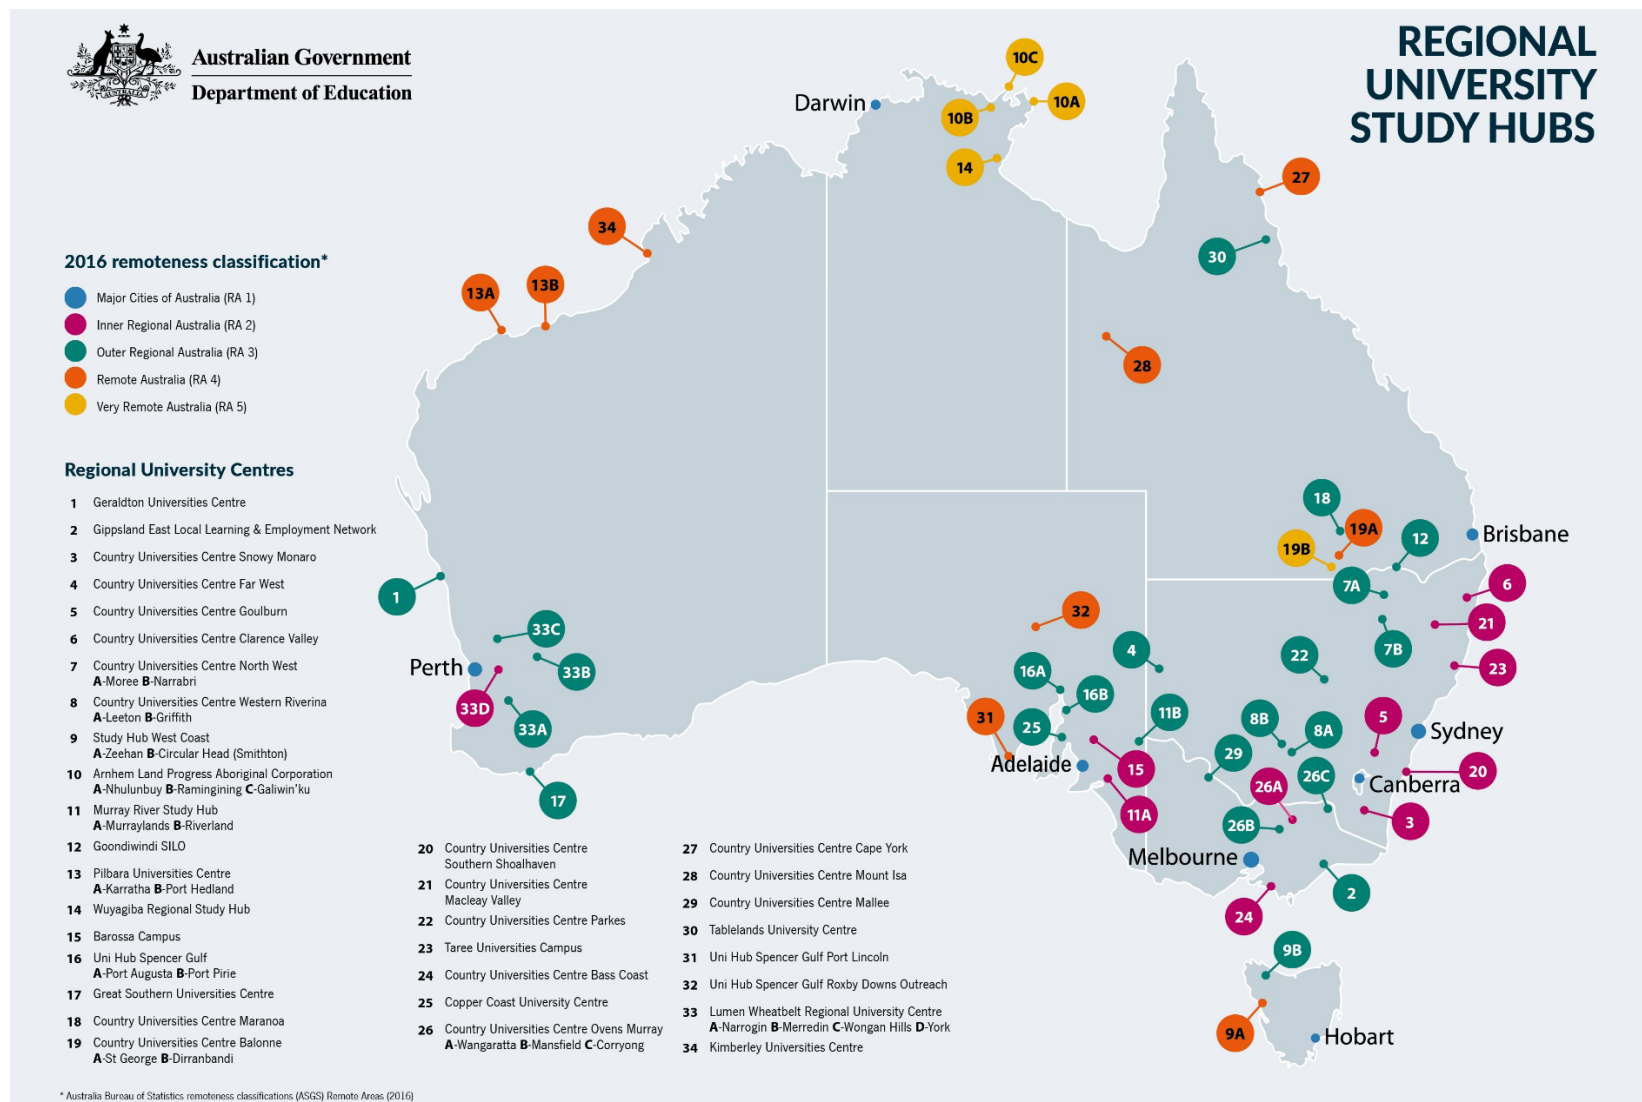 Australian Government
Department of Education
REGIONAL
UNIVERSITY
STUDY HUBS
2016 remoteness classification*
Major Cities of Australia (RA 1)
Inner Regional Australia (RA 2)
Outer Regional Australia (RA 3)
Remote Australia (RA 4)
Very Remote Australia (RA 5)
Regional University Centres
1 Geraldton Universities Centre
2 Gippsland East Local Learning & Employment Network
3 Country Universities Centre Snowy Monaro
4 Country Universities Centre Far West
5 Country Universities Centre Goulburn
6 Country Universities Centre Clarence Valley
7 Country Universities Centre North West
A-Moree B-Narrabri
8 Country Universities Centre Western Riverina
A-Leeton B-Griffith
9 Study Hub West Coast
A-Zeehan B-Circular Head (Smithton)
10 Arnhem Land Progress Aboriginal Corporation
A-Nhulunbuy B-Ramingining C-Galiwin'ku
11 Murray River Study Hub
A-Murraylands B-Riverland
12 Goondiwindi SILO
13 Pilbara Universities Centre
A-Karratha B-Port Hedland
14 Wuyagiba Regional Study Hub
15 Barossa Campus
16 Uni Hub Spencer Gulf
A-Port Augusta B-Port Pirie
17 Great Southern Universities Centre
18 Country Universities Centre Maranoa
19 Country Universities Centre Balonne
A-St George B-Dirranbandi
20 Country Universities Centre
Southern Shoalhaven
21 Country Universities Centre
Macleay Valley
22 Country Universities Centre Parkes
23 Taree Universities Campus
24 Country Universities Centre Bass Coast
25 Copper Coast University Centre
26 Country Universities Centre Ovens Murray
A-Wangaratta B-Mansfield C-Corryong
27 Country Universities Centre Cape York
28 Country Universities Centre Mount Isa
29 Country Universities Centre Mallee
30 Tablelands University Centre
31 Uni Hub Spencer Gulf Port Lincoln
32 Uni Hub Spencer Gulf Roxby Downs Outreach
33 Lumen Wheatbelt Regional University Centre
A-Narrogin B-Merredin C-Wongan Hills D-York
34 Kimberley Universities Centre
* Australia Bureau of Statistics remoteness classifications (ASGS) Remote Areas (2016)
10C
Darwin
10A
10B
14
27
34
30
13B
13A
28
18
19A
Brisbane
12
19B
7A
6
1
32
21
33C
7B
4
22
Perth
33B
16A
23
16B
33D
11B
31
5
8B
25
33A
8A
Sydney
29
Adelaide
15
20
26C
Canberra
26A
17
11A
3
26B
Melbourne
2
24
9B
9A
Hobart